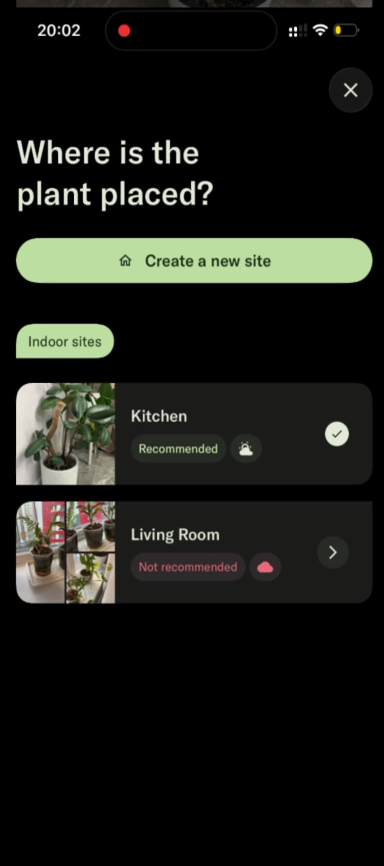 20:02
Where is the
plant placed?
Create a new site
Indoor sites
Kitchen
Recommended
Living Room
Not recommended